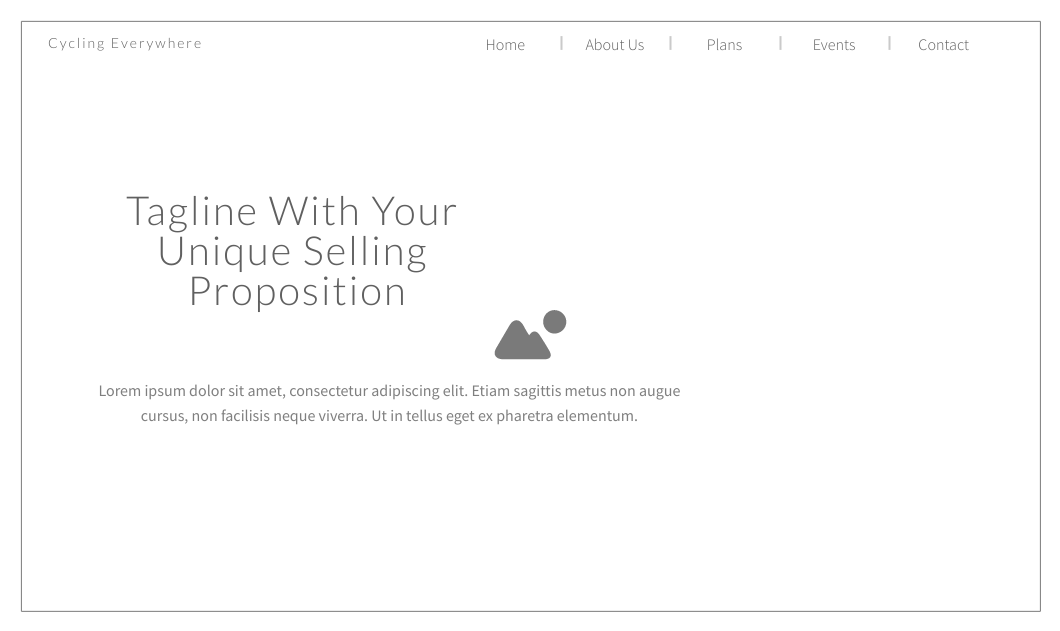 Cycling Everywhere
Home | About Us | Plans | Events | Contact
Tagline With Your
Unique Selling
Proposition
Lorem ipsum dolor sit amet, consectetur adipiscing elit. Etiam sagittis metus non augue
cursus, non facilisis neque viverra. Ut in tellus eget ex pharetra elementum.